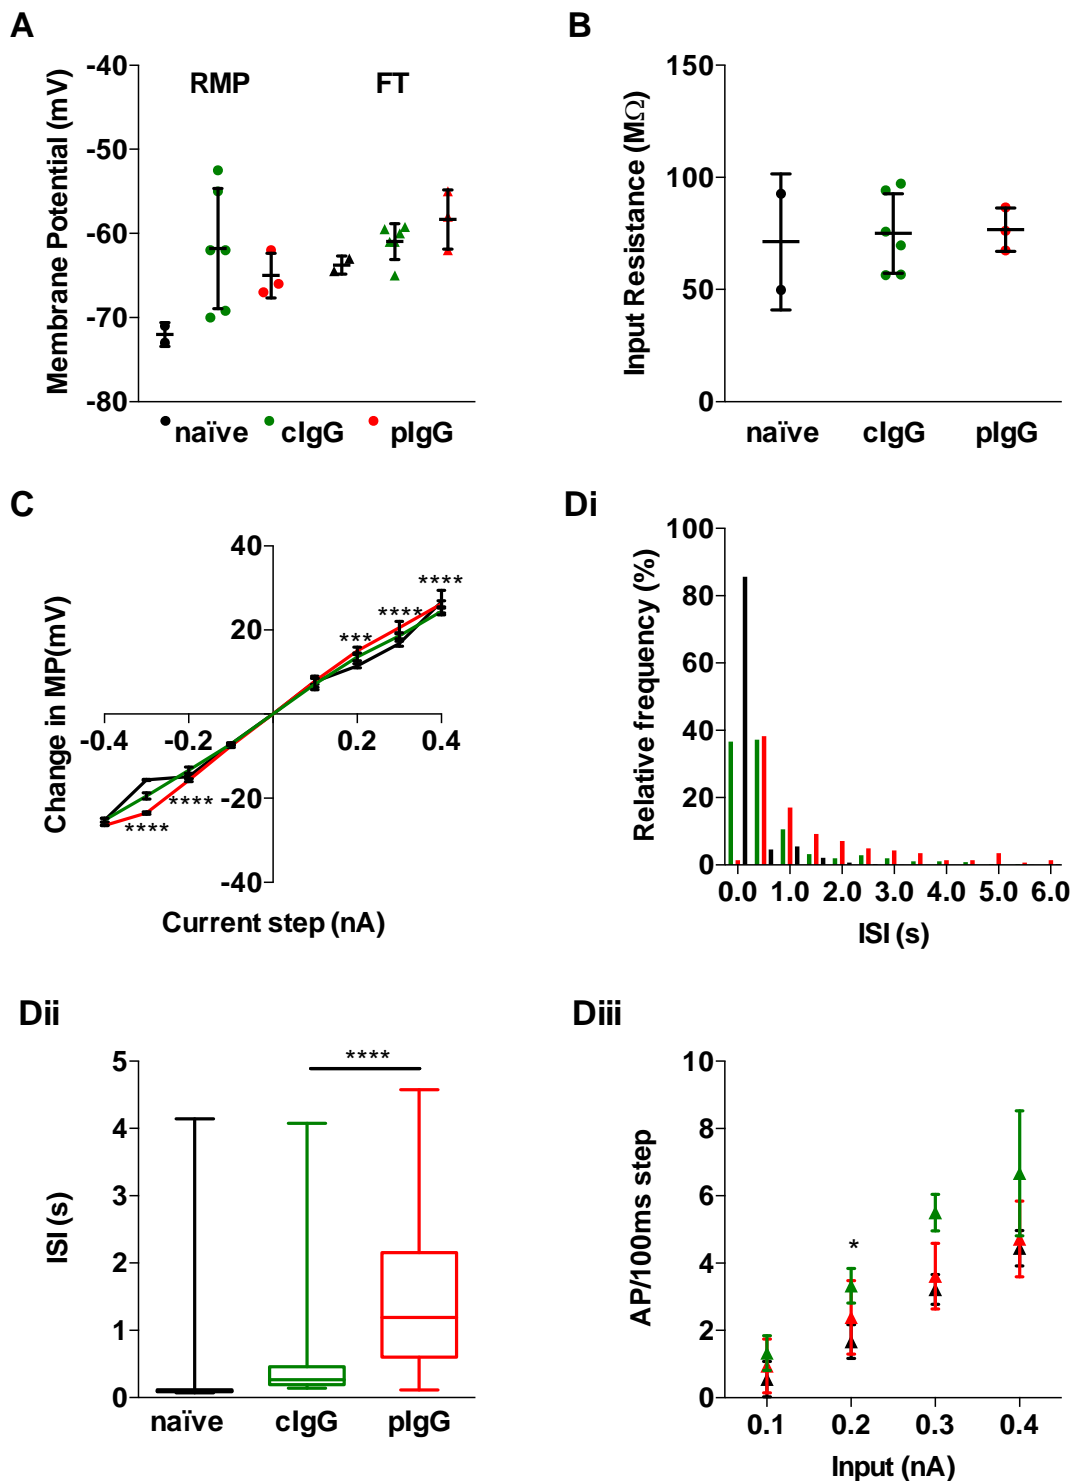 A
RMP FT
Membrane Potential (mV)
-40
-50
-60
-70
-80
naïve cIgG pIgG
B
Input Resistance (MΩ)
150
100
50
0
naïve cIgG pIgG
C
Change in MP(mV)
40
20
-20
-40
-0.4 -0.2 0.2 0.4
**** **** *** **** ****
Current step (nA)
Di
Relative frequency (%)
100
80
60
40
20
0
0.0 1.0 2.0 3.0 4.0 5.0 6.0
ISI (s)
Dii
ISI (s)
5
4
3
2
1
0
****
naïve cIgG pIgG
Diii
AP/100ms step
10
8
6
4
2
0
*
0.1 0.2 0.3 0.4
Input (nA)